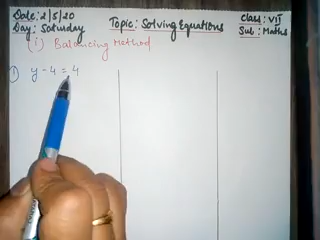 Date: 2/5/20 Topic: Solving Equations Class: VII
Day: Saturday Sub: Maths
(i) Balancing Method
1) y - 4 = 4